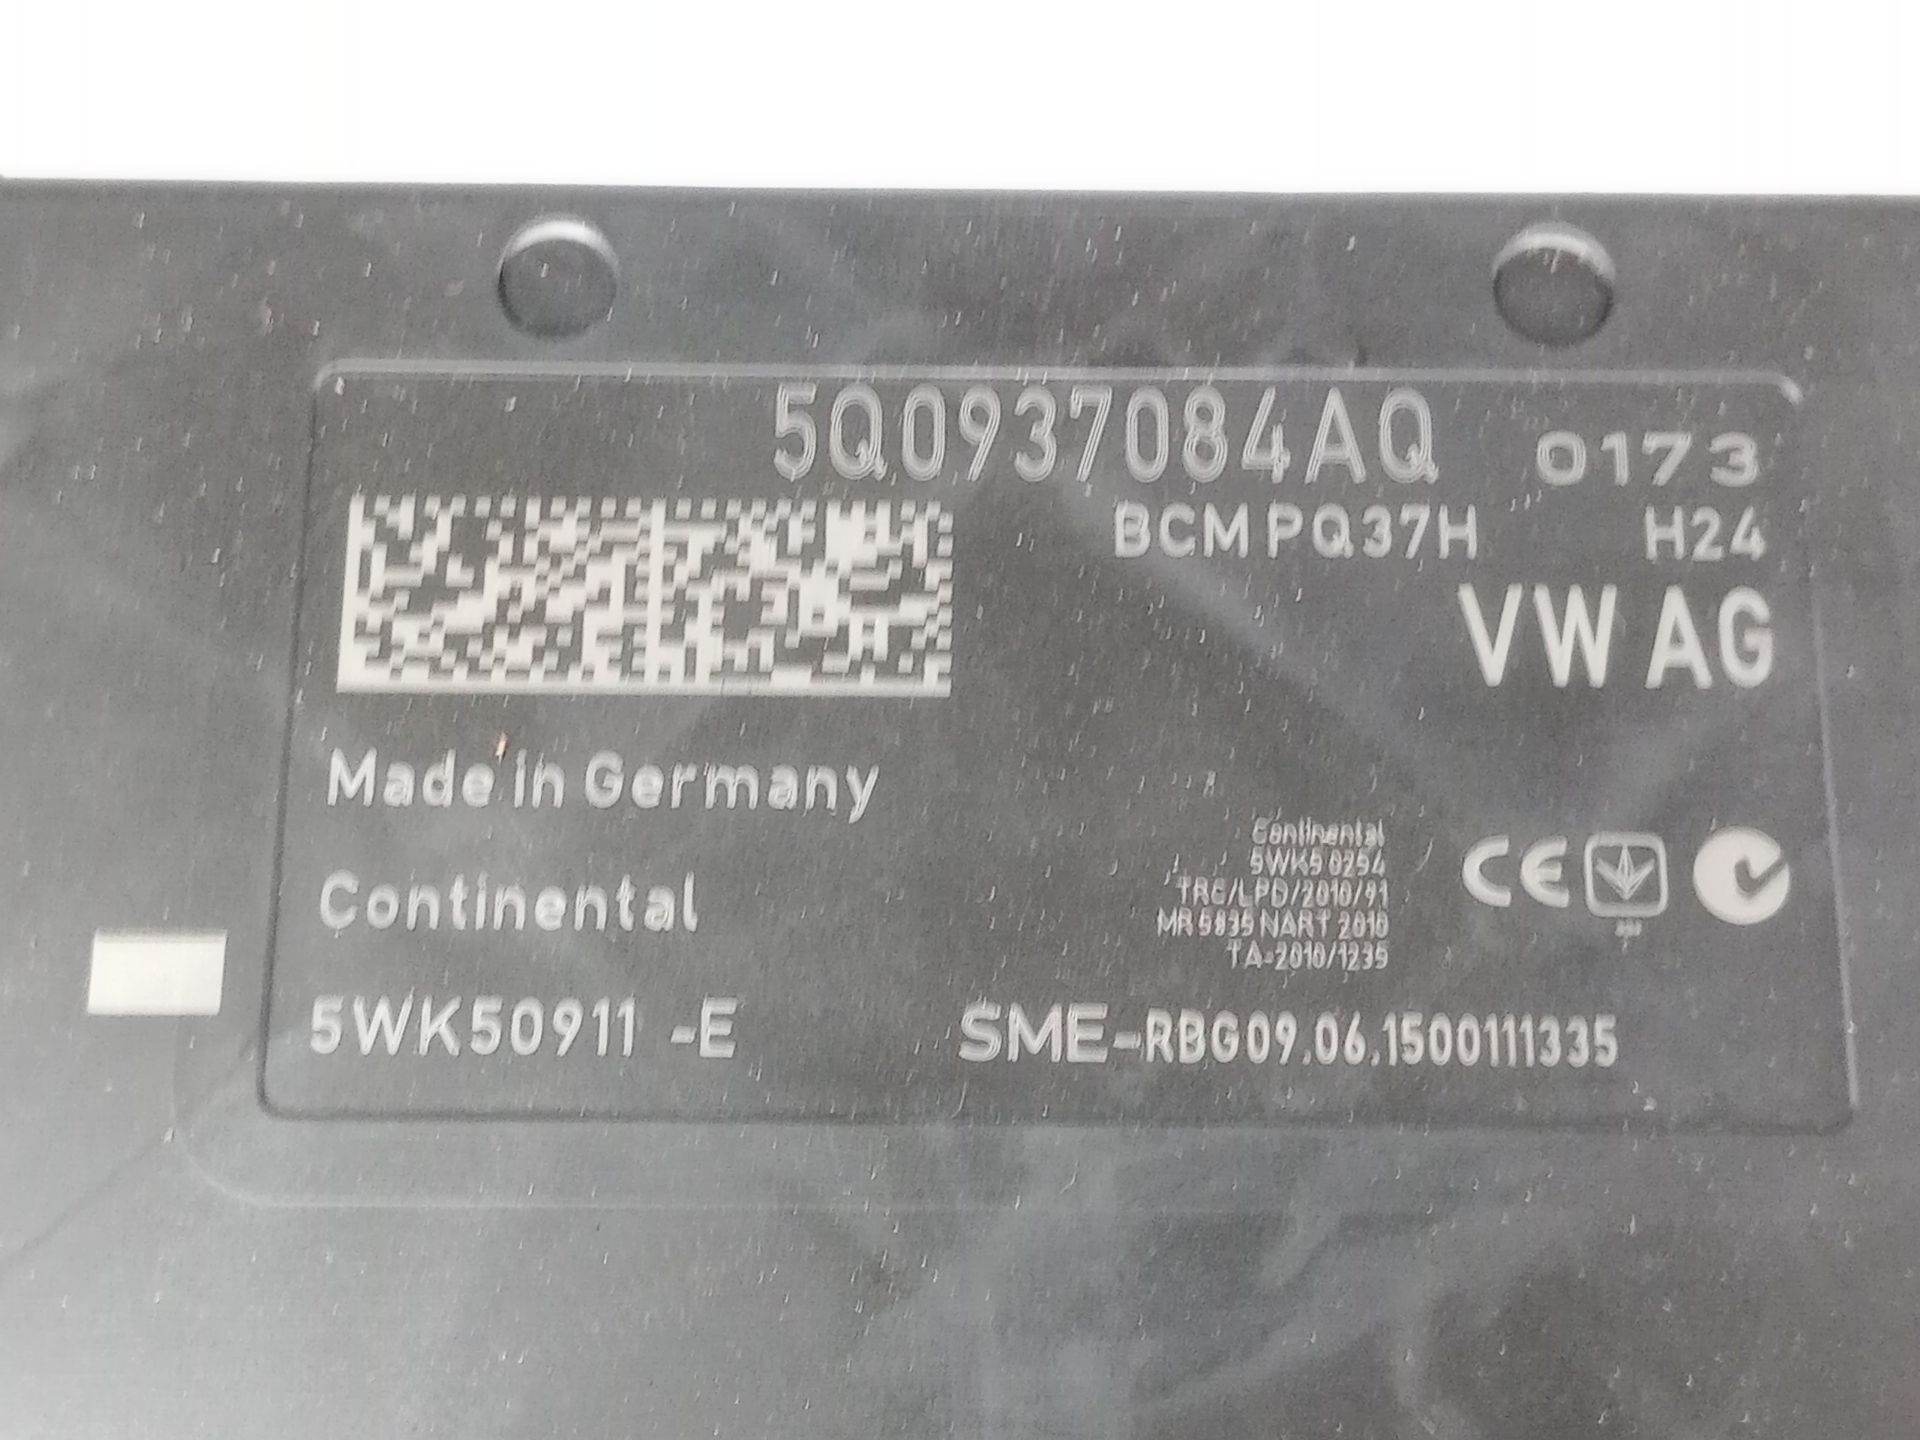 5Q0937084AQ 0173
BCM PQ37H H24
VW AG
Made in Germany
Continental
5WK5 0254
TRC/LPD/2010/91
MR 5835 NART 2010
TA-2010/1235
CE
Continental
5WK50911 -E SME-RBG09.06.1500111335